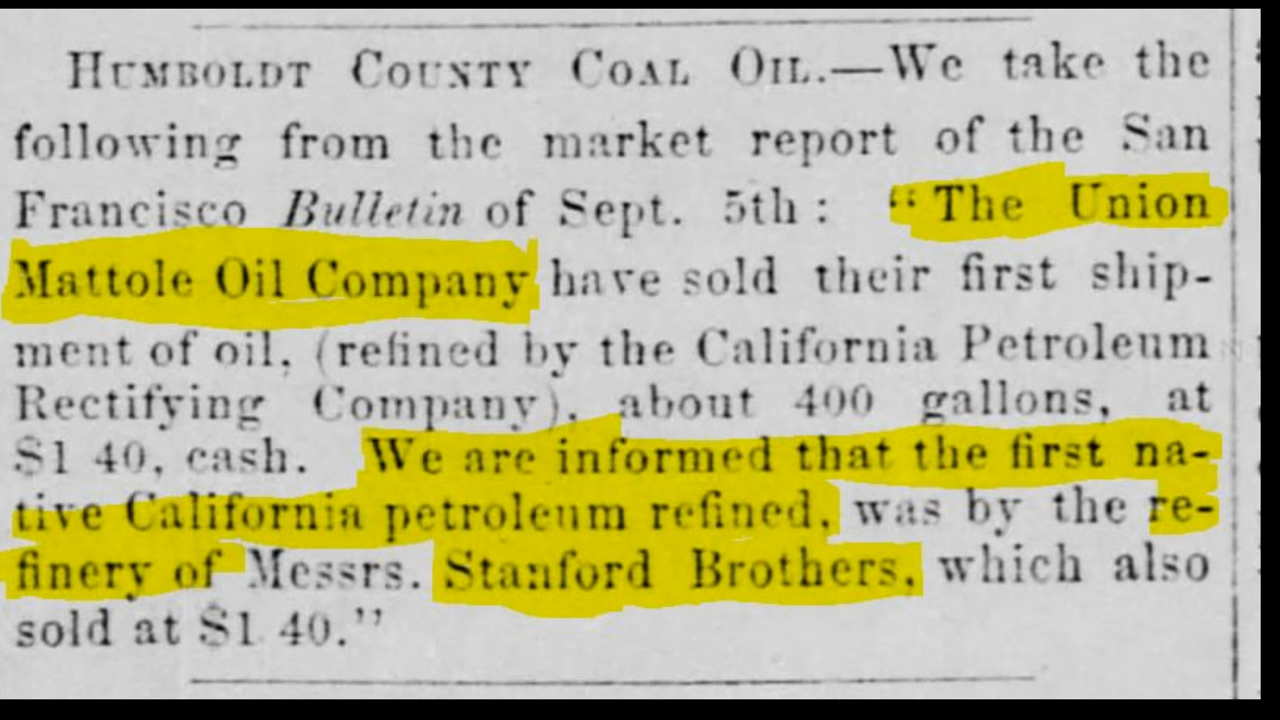 HUMBOLDT COUNTY COAL OIL.—We take the
following from the market report of the San
Francisco Bulletin of Sept. 5th: “The Union
Mattole Oil Company have sold their first ship-
ment of oil, (refined by the California Petroleum
Rectifying Company), about 400 gallons, at
$1 40, cash. We are informed that the first na-
tive California petroleum refined, was by the re-
finery of Messrs. Stanford Brothers, which also
sold at $1 40.”